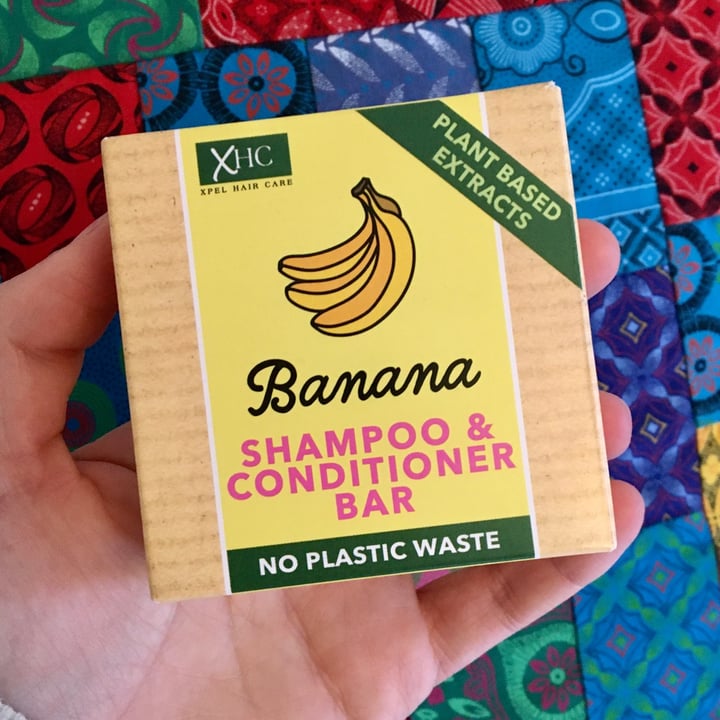 XHC
XPEL HAIR CARE
PLANT BASED
EXTRACTS
Banana
SHAMPOO &
CONDITIONER
BAR
NO PLASTIC WASTE